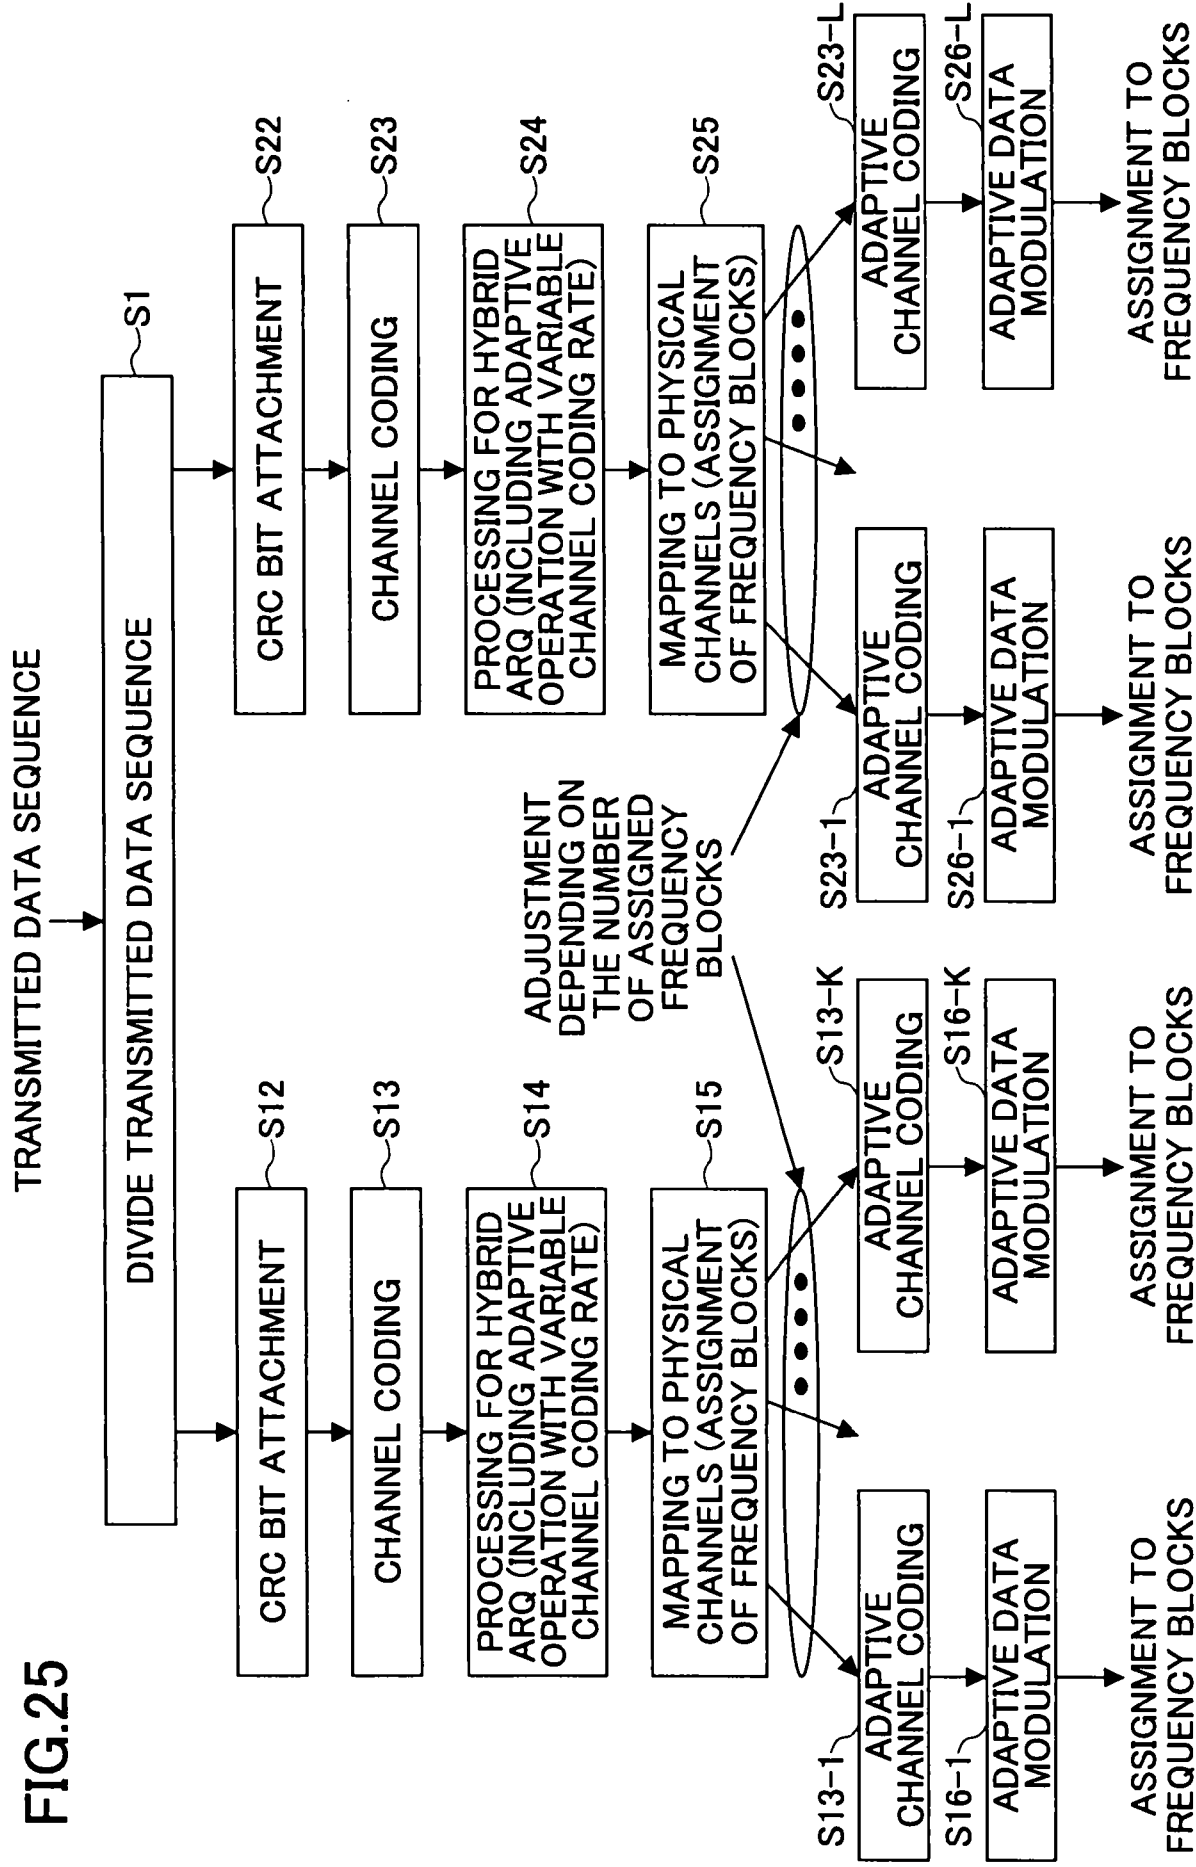 FIG.25
TRANSMITTED DATA SEQUENCE
DIVIDE TRANSMITTED DATA SEQUENCE
S1
CRC BIT ATTACHMENT
S12
CHANNEL CODING
S13
PROCESSING FOR HYBRID
ARQ (INCLUDING ADAPTIVE
OPERATION WITH VARIABLE
CHANNEL CODING RATE)
S14
MAPPING TO PHYSICAL
CHANNELS (ASSIGNMENT
OF FREQUENCY BLOCKS)
S15
CRC BIT ATTACHMENT
S22
CHANNEL CODING
S23
PROCESSING FOR HYBRID
ARQ (INCLUDING ADAPTIVE
OPERATION WITH VARIABLE
CHANNEL CODING RATE)
S24
MAPPING TO PHYSICAL
CHANNELS (ASSIGNMENT
OF FREQUENCY BLOCKS)
S25
ADJUSTMENT
DEPENDING ON
THE NUMBER
OF ASSIGNED
FREQUENCY
BLOCKS
S13-1
ADAPTIVE
CHANNEL CODING
S16-1
ADAPTIVE DATA
MODULATION
ASSIGNMENT TO
FREQUENCY BLOCKS
S13-K
ADAPTIVE
CHANNEL CODING
S16-K
ADAPTIVE DATA
MODULATION
ASSIGNMENT TO
FREQUENCY BLOCKS
S23-1
ADAPTIVE
CHANNEL CODING
S26-1
ADAPTIVE DATA
MODULATION
ASSIGNMENT TO
FREQUENCY BLOCKS
S23-L
ADAPTIVE
CHANNEL CODING
S26-L
ADAPTIVE DATA
MODULATION
ASSIGNMENT TO
FREQUENCY BLOCKS